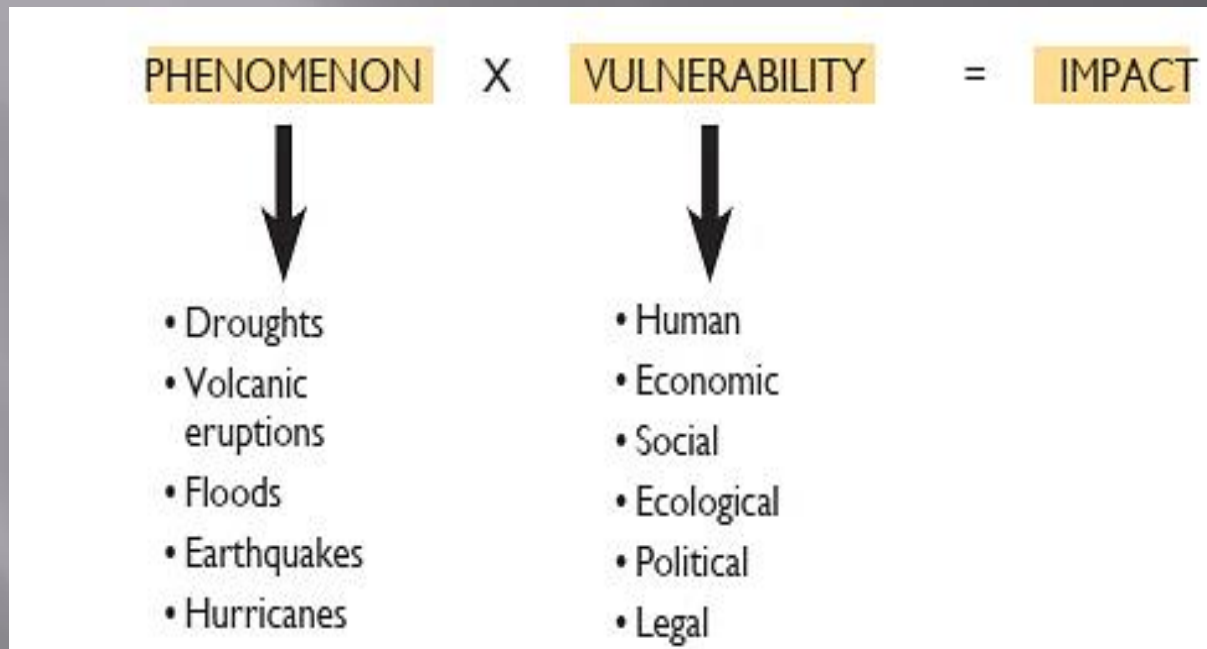 PHENOMENON X VULNERABILITY = IMPACT
• Droughts
• Volcanic
eruptions
• Floods
• Earthquakes
• Hurricanes
• Human
• Economic
• Social
• Ecological
• Political
• Legal